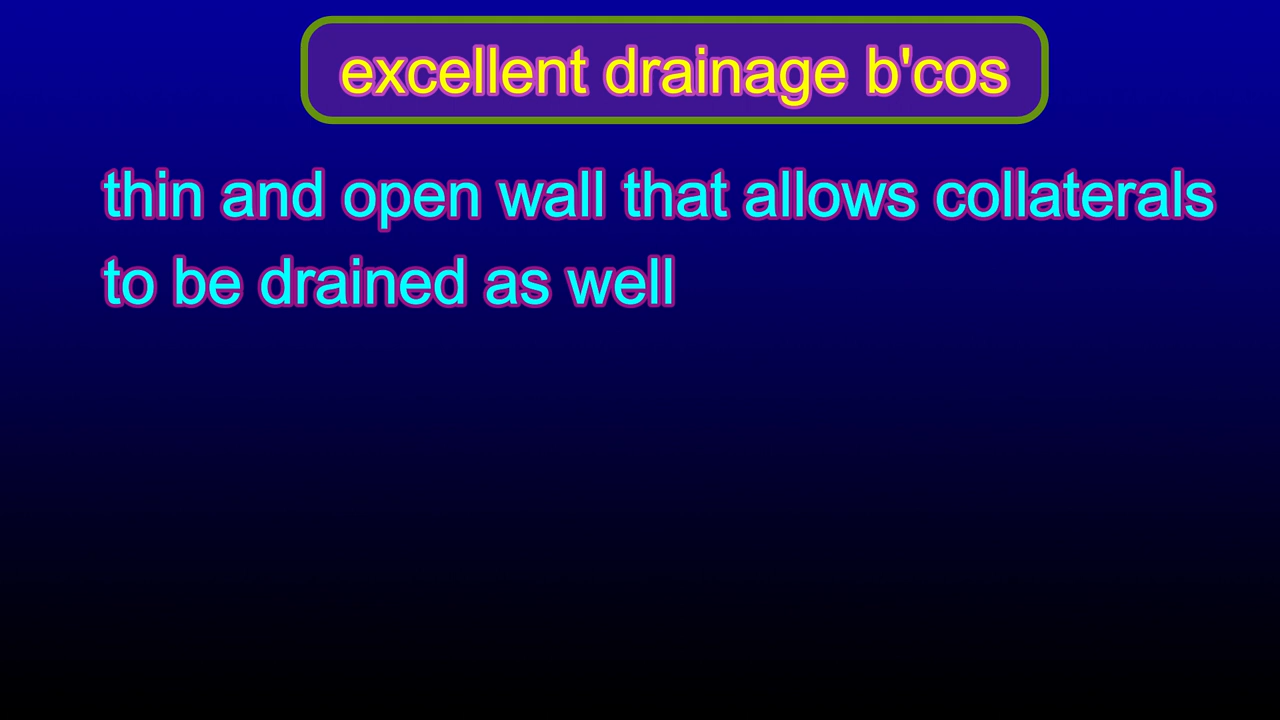 excellent drainage b'cos
thin and open wall that allows collaterals
to be drained as well